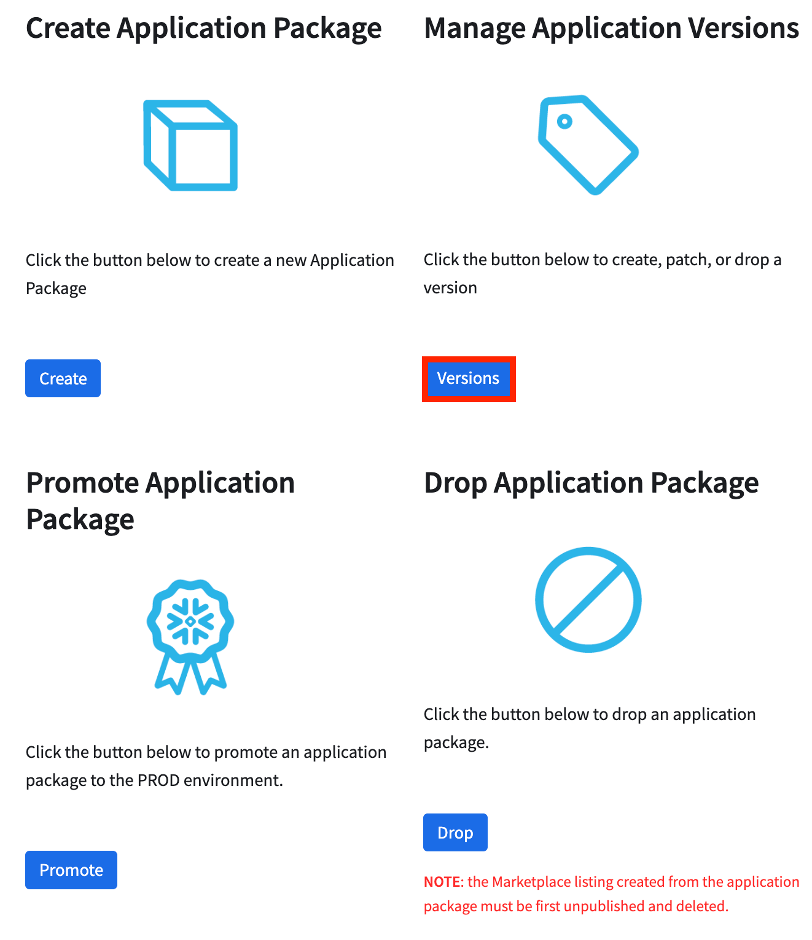 Create Application Package
Click the button below to create a new Application
Package
Create
Manage Application Versions
Click the button below to create, patch, or drop a
version
Versions
Promote Application
Package
Click the button below to promote an application
package to the PROD environment.
Promote
Drop Application Package
Click the button below to drop an application
package.
Drop
NOTE: the Marketplace listing created from the application
package must be first unpublished and deleted.